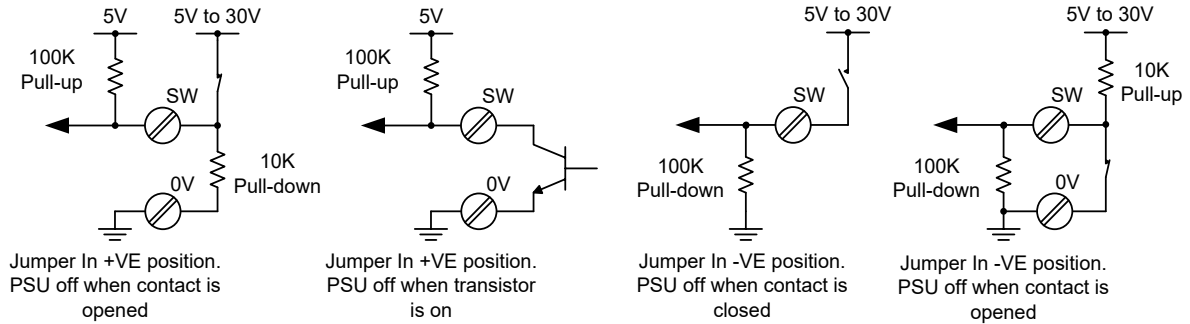 5V
5V to 30V
100K
Pull-up
SW
10K
Pull-down
0V
Jumper In +VE position.
PSU off when contact is
opened
5V
100K
Pull-up
SW
0V
Jumper In +VE position.
PSU off when transistor
is on
5V to 30V
SW
100K
Pull-down
Jumper In -VE position.
PSU off when contact is
closed
5V to 30V
10K
Pull-up
SW
100K
Pull-down
0V
Jumper In -VE position.
PSU off when contact is
opened